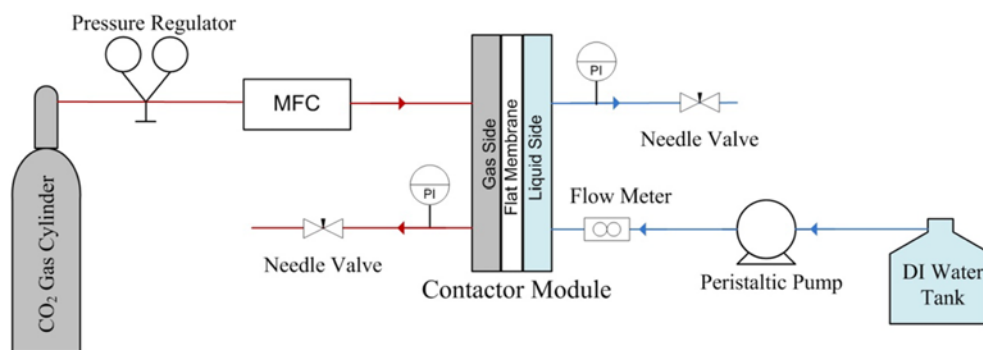 Pressure Regulator
MFC
PI
Needle Valve
Gas Side
Flat Membrane
Liquid Side
Flow Meter
PI
Needle Valve
Peristaltic Pump
Contactor Module
CO₂ Gas Cylinder
DI Water
Tank